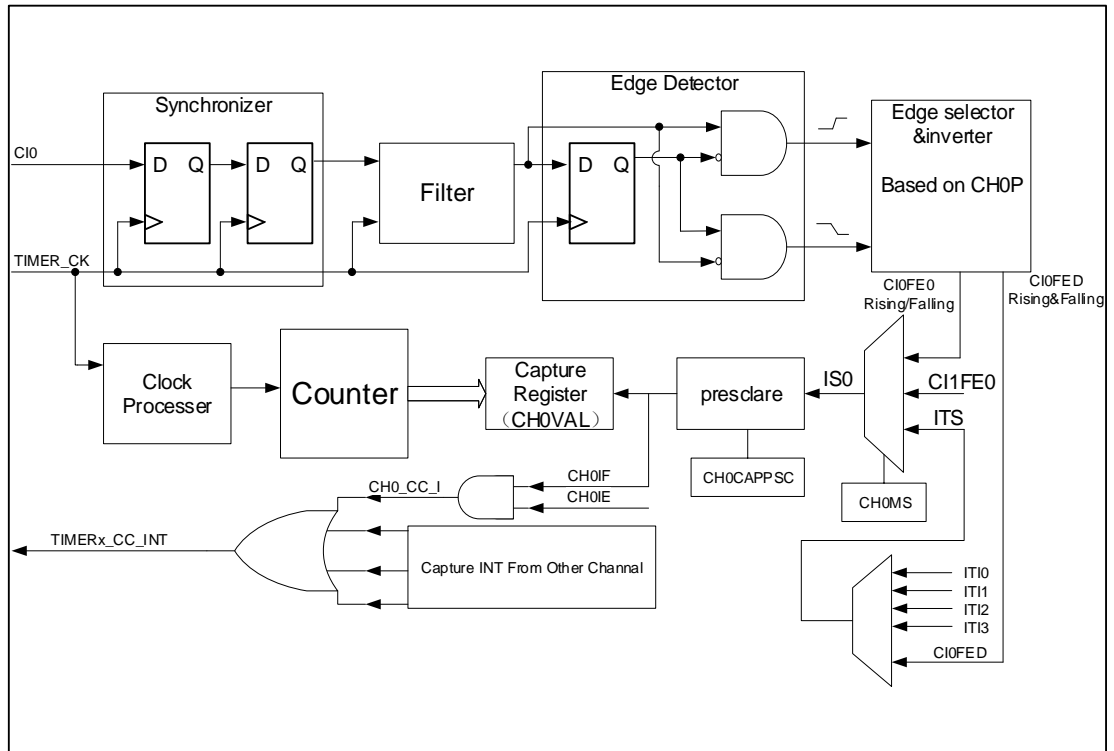 Synchronizer
Edge Detector
Edge selector
&inverter
Based on CH0P
CI0
D Q
D Q
Filter
D Q
TIMER_CK
CI0FE0
Rising/Falling
CI0FED
Rising&Falling
Clock
Processer
Counter
Capture
Register
（CH0VAL）
presclare
IS0
CI1FE0
ITS
CH0CAPPSC
CH0MS
CH0_CC_I
CH0IF
CH0IE
TIMERx_CC_INT
Capture INT From Other Channal
ITI0
ITI1
ITI2
ITI3
CI0FED